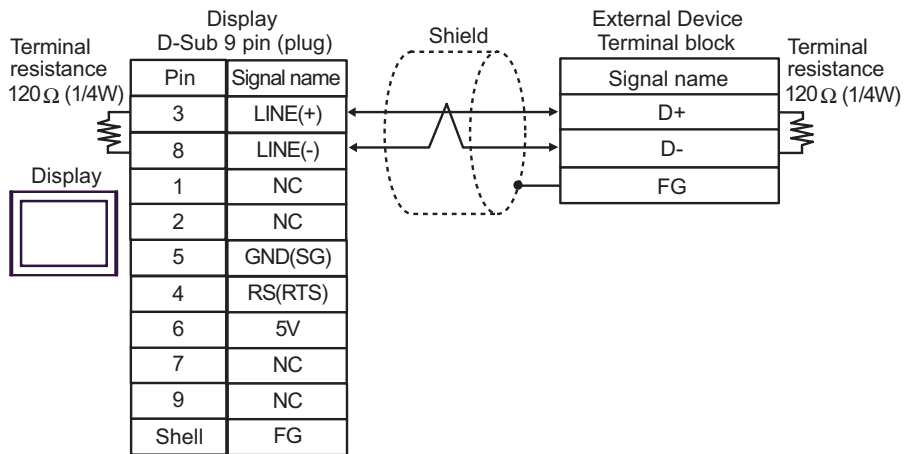 Display
D-Sub 9 pin (plug)
Shield
External Device
Terminal block
Terminal
resistance
120Ω (1/4W)
Terminal
resistance
120Ω (1/4W)
Pin Signal name
3 LINE(+)
8 LINE(-)
1 NC
2 NC
5 GND(SG)
4 RS(RTS)
6 5V
7 NC
9 NC
Shell FG
Signal name
D+
D-
FG
Display